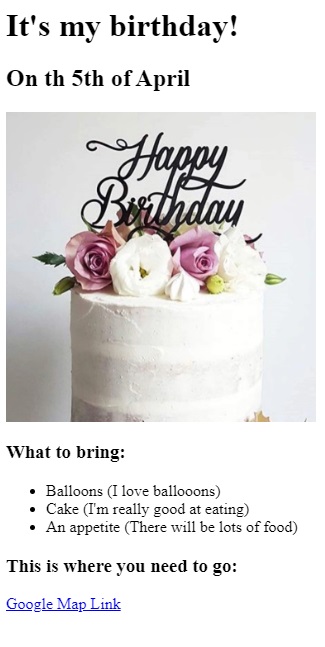 It's my birthday!
On th 5th of April
Happy
Birthday
What to bring:
Balloons (I love ballooons)
Cake (I'm really good at eating)
An appetite (There will be lots of food)
This is where you need to go:
Google Map Link